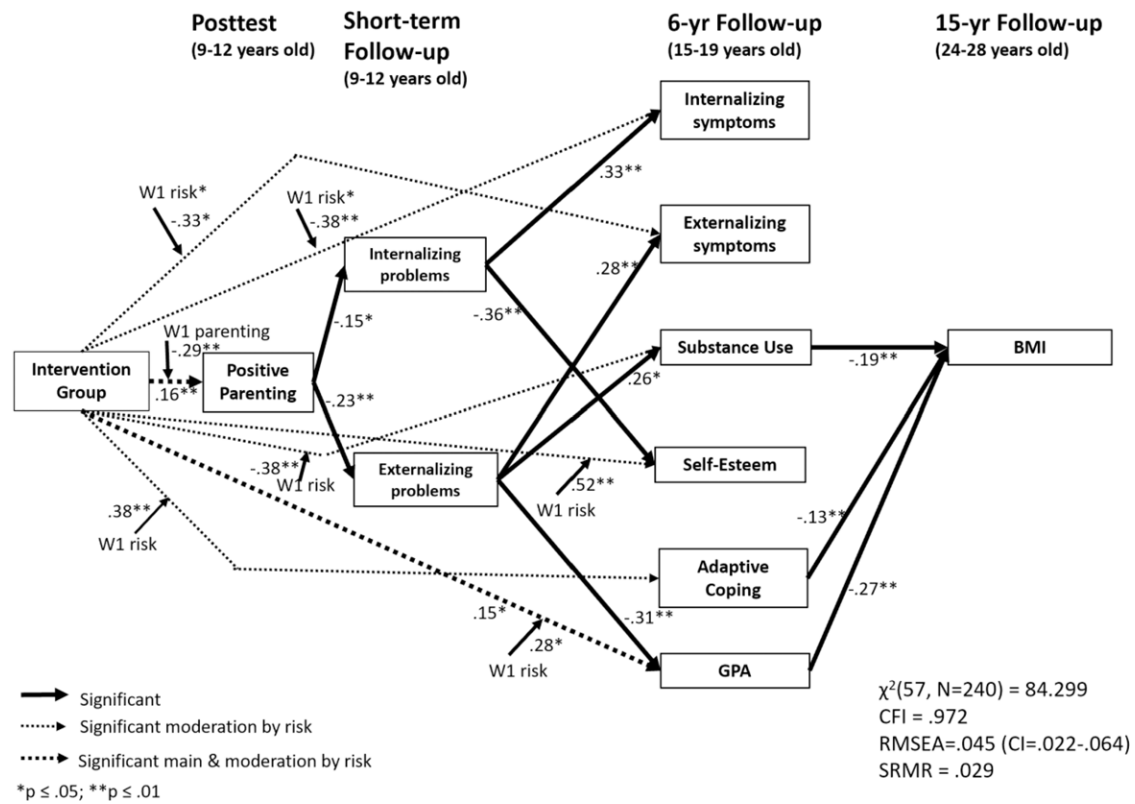 Posttest
(9-12 years old)
Short-term
Follow-up
(9-12 years old)
6-yr Follow-up
(15-19 years old)
15-yr Follow-up
(24-28 years old)
Internalizing
symptoms
.33**
W1 risk*
-.33*
W1 risk*
-.38**
Externalizing
symptoms
Internalizing
problems
.28**
-.15*
-.36**
W1 parenting
-.29**
Intervention
Group
.16**
Positive
Parenting
Substance Use
-.19**
BMI
.26*
-.23**
-.38**
W1 risk
Externalizing
problems
Self-Esteem
.52**
W1 risk
.38**
W1 risk
-.13**
Adaptive
Coping
-.27**
.15*
-.31**
.28*
W1 risk
GPA
Significant
Significant moderation by risk
Significant main & moderation by risk
*p ≤ .05; **p ≤ .01
χ²(57, N=240) = 84.299
CFI = .972
RMSEA=.045 (CI=.022-.064)
SRMR = .029